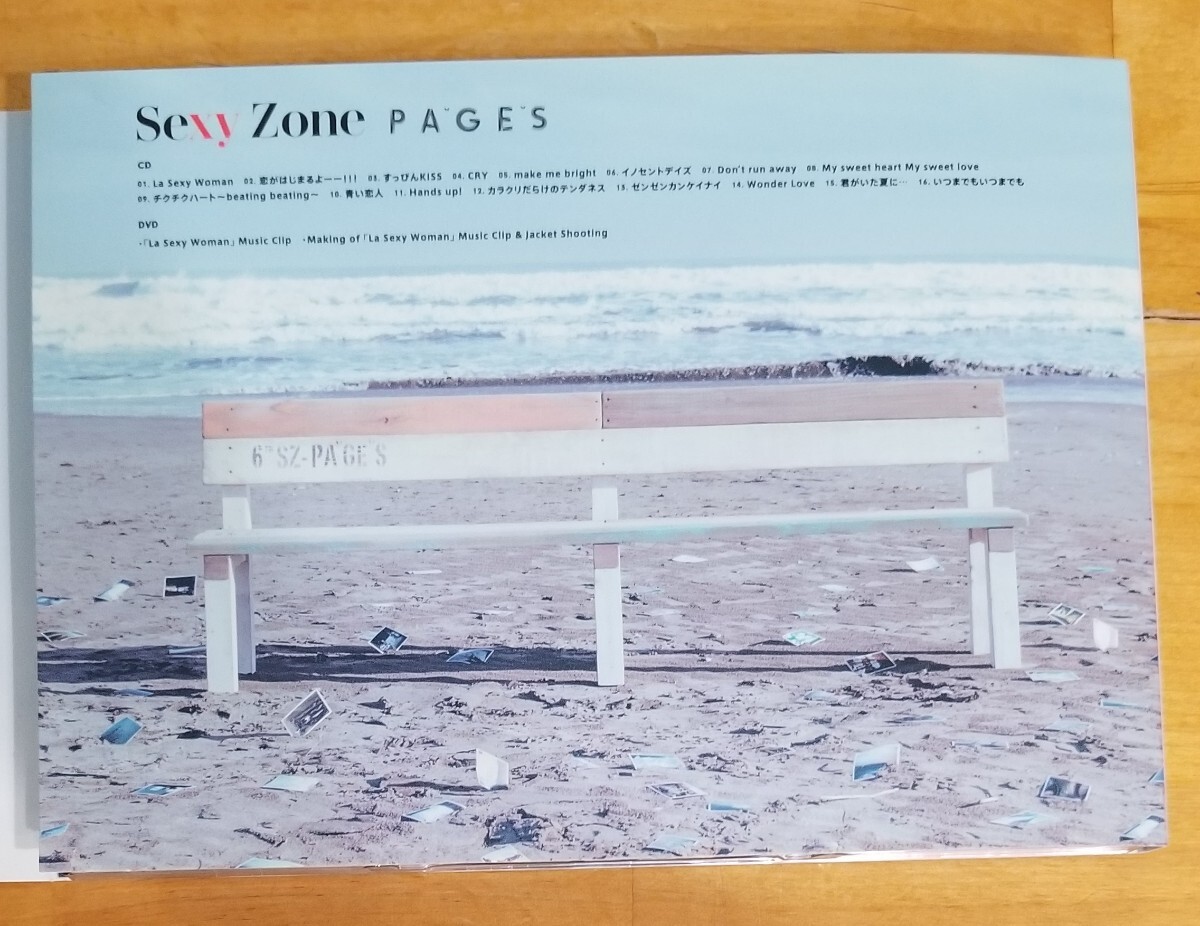 Sexy Zone PAGES
CD
01. La Sexy Woman 02. 恋がはじまるよーー!!! 03. すっぴんKISS 04. CRY 05. make me bright 06. イノセントデイズ 07. Don't run away 08. My sweet heart My sweet love
09. チクチクハート〜beating beating〜 10. 青い恋人 11. Hands up! 12. カラクリだらけのテンダネス 13. ゼンゼンカンケイナイ 14. Wonder Love 15. 君がいた夏に… 16. いつまでもいつまでも
DVD
・「La Sexy Woman」Music Clip ・Making of「La Sexy Woman」Music Clip & Jacket Shooting
6TH SZ-PAGES